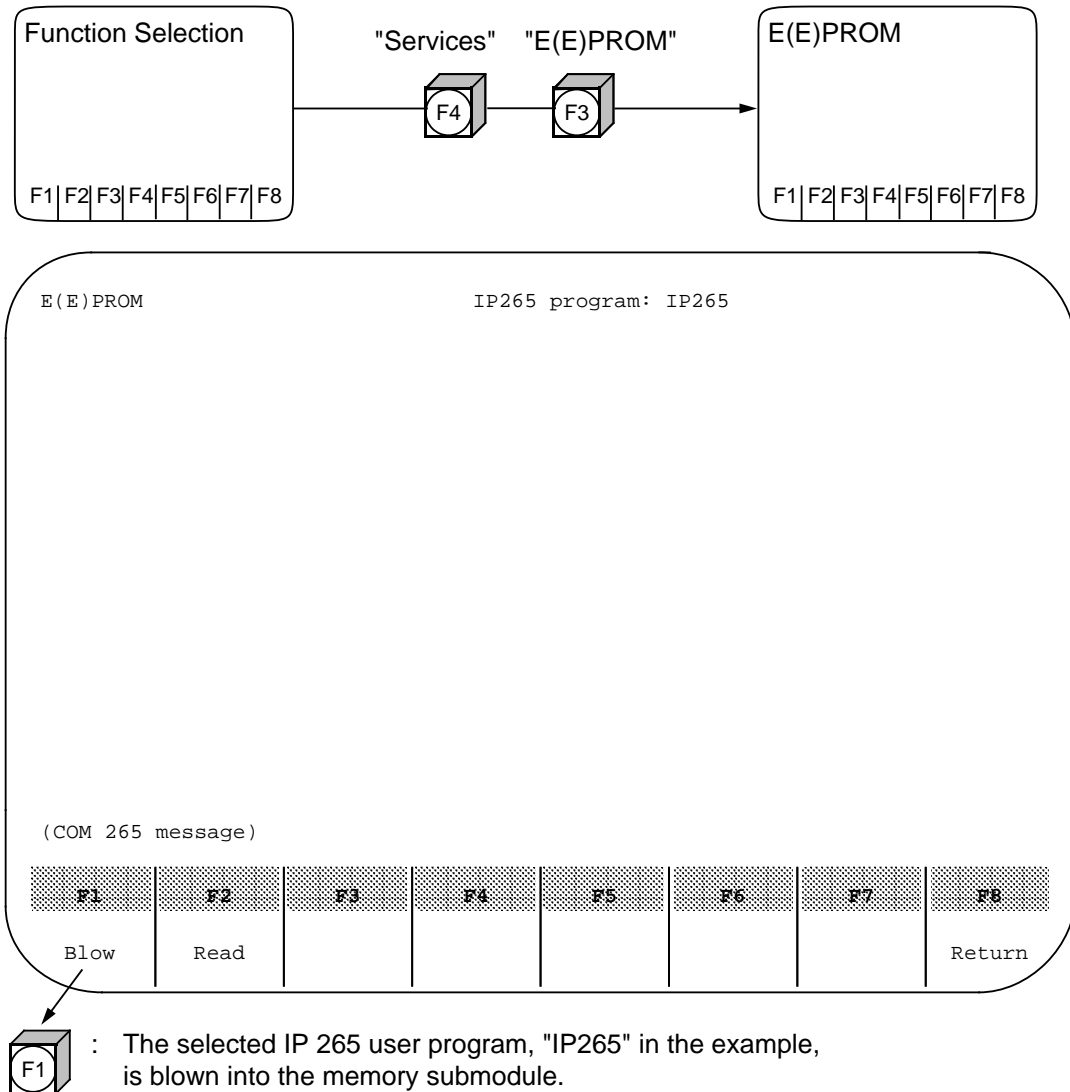 Function Selection
"Services" "E(E)PROM"
E(E)PROM
F4
F3
F1 F2 F3 F4 F5 F6 F7 F8
F1 F2 F3 F4 F5 F6 F7 F8
E(E)PROM IP265 program: IP265
(COM 265 message)
F1 F2 F3 F4 F5 F6 F7 F8
Blow Read Return
F1 : The selected IP 265 user program, "IP265" in the example,
is blown into the memory submodule.